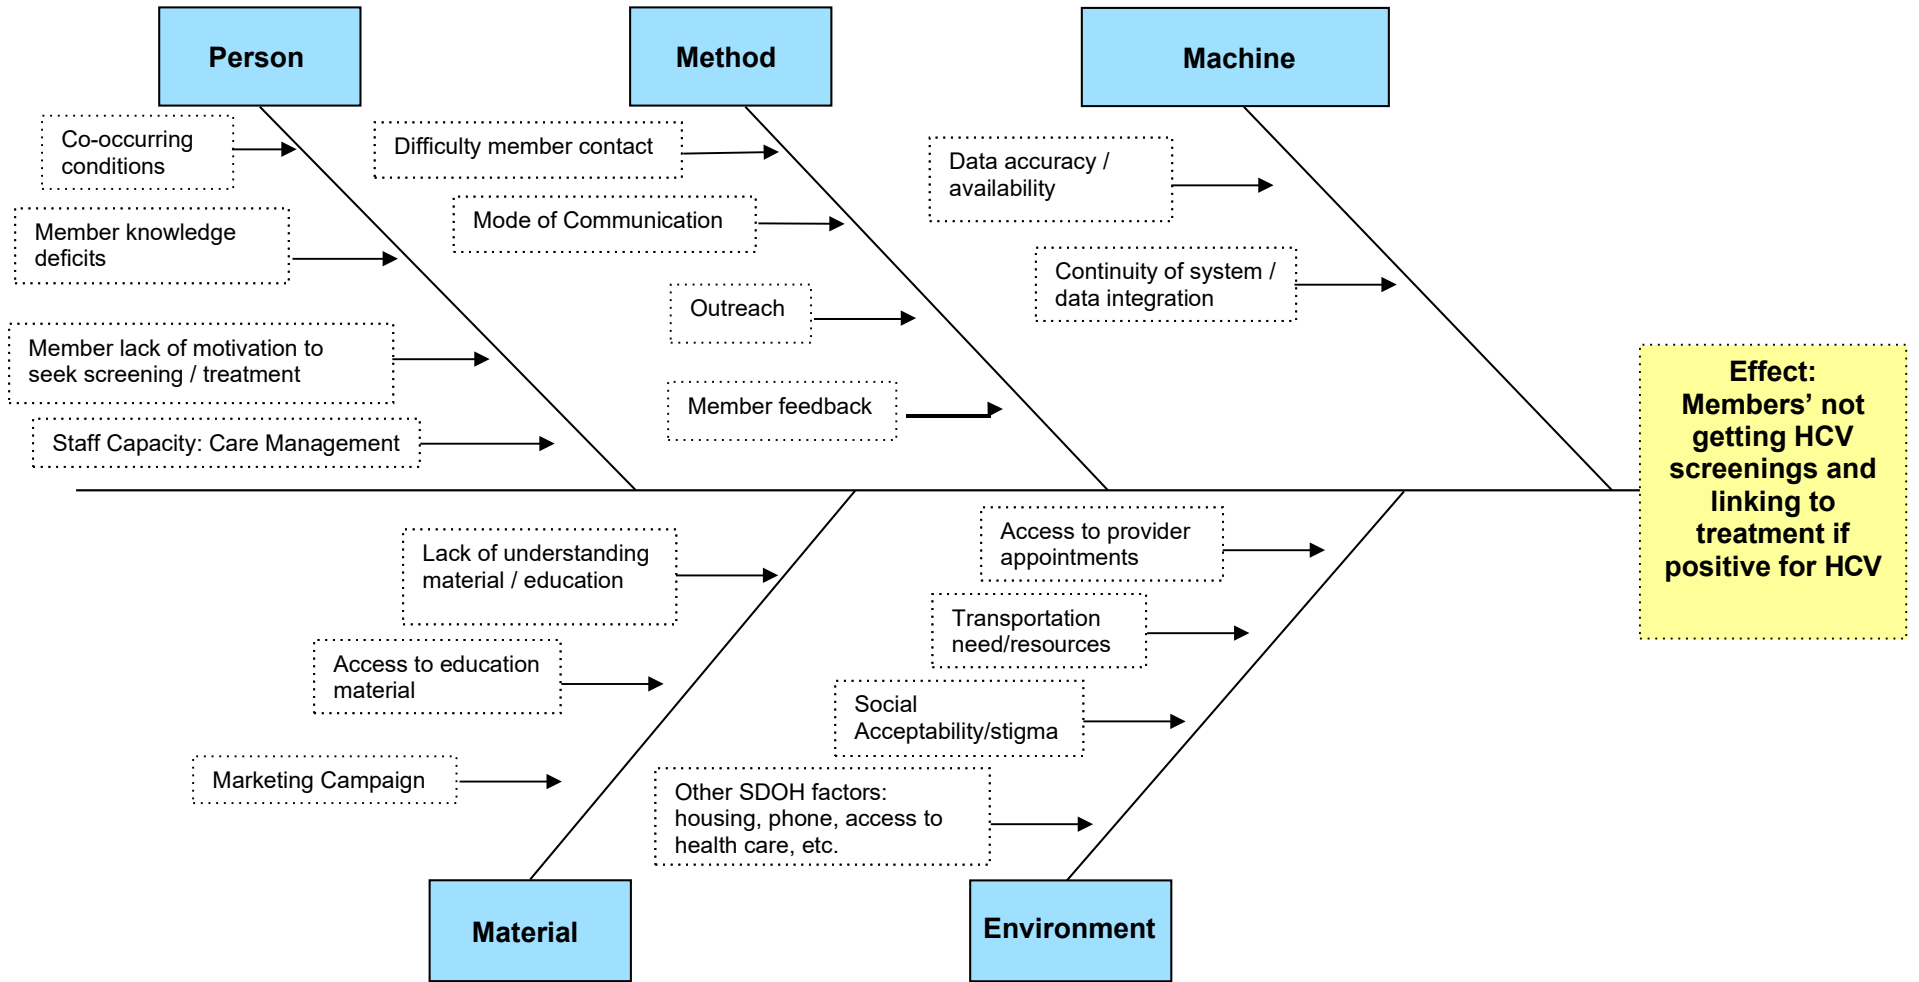 Person
Method
Machine
Co-occurring
conditions
Member knowledge
deficits
Member lack of motivation to
seek screening / treatment
Staff Capacity: Care Management
Difficulty member contact
Mode of Communication
Outreach
Member feedback
Data accuracy /
availability
Continuity of system /
data integration
Effect:
Members’ not
getting HCV
screenings and
linking to
treatment if
positive for HCV
Lack of understanding
material / education
Access to education
material
Marketing Campaign
Access to provider
appointments
Transportation
need/resources
Social
Acceptability/stigma
Other SDOH factors:
housing, phone, access to
health care, etc.
Material
Environment